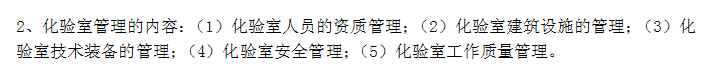 2、化验室管理的内容：（1）化验室人员的资质管理；（2）化验室建筑设施的管理；（3）化
验室技术装备的管理；（4）化验室安全管理；（5）化验室工作质量管理。